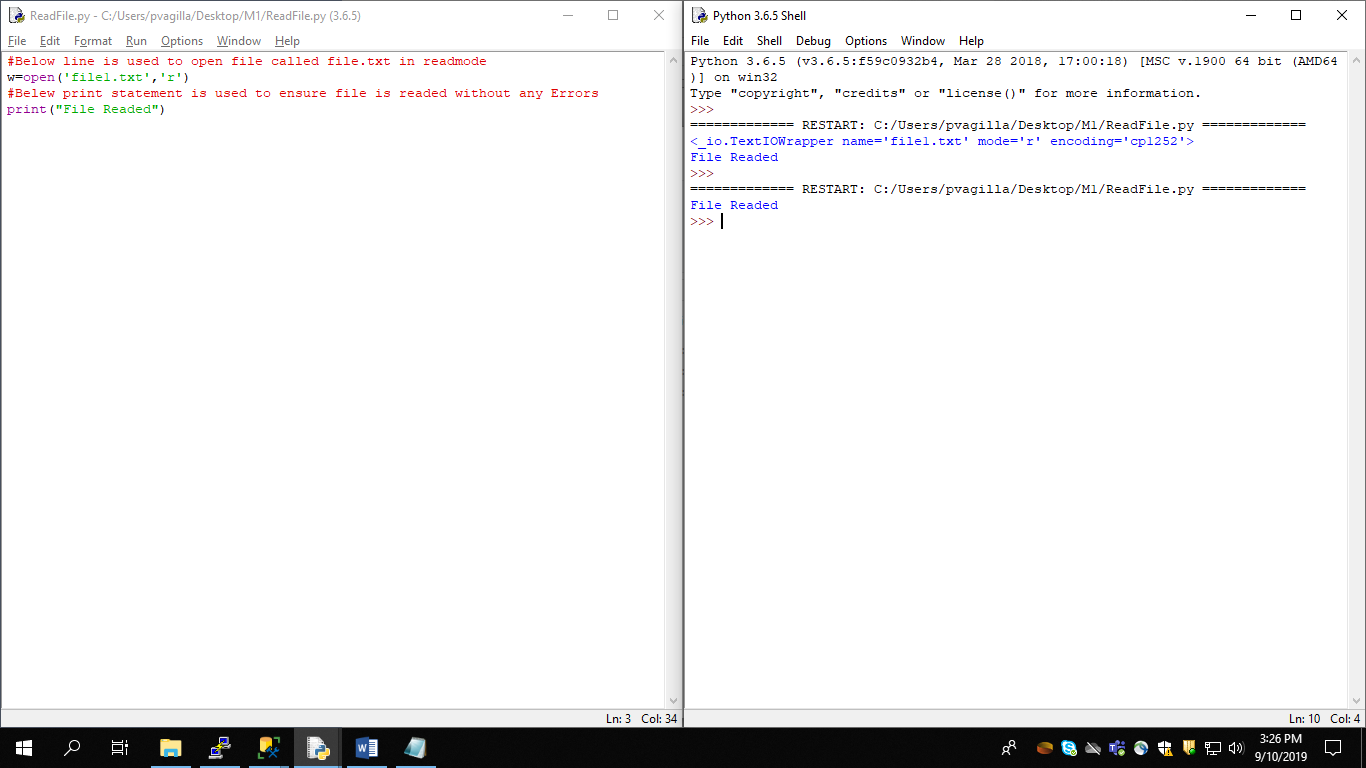 ReadFile.py - C:/Users/pvagilla/Desktop/M1/ReadFile.py (3.6.5)
File Edit Format Run Options Window Help
#Below line is used to open file called file.txt in readmode
w=open('file1.txt','r')
#Belew print statement is used to ensure file is readed without any Errors
print("File Readed")
Ln: 3 Col: 34
Python 3.6.5 Shell
File Edit Shell Debug Options Window Help
Python 3.6.5 (v3.6.5:f59c0932b4, Mar 28 2018, 17:00:18) [MSC v.1900 64 bit (AMD64
)] on win32
Type "copyright", "credits" or "license()" for more information.
>>>
============= RESTART: C:/Users/pvagilla/Desktop/M1/ReadFile.py =============
<_io.TextIOWrapper name='file1.txt' mode='r' encoding='cp1252'>
File Readed
>>>
============= RESTART: C:/Users/pvagilla/Desktop/M1/ReadFile.py =============
File Readed
>>>
Ln: 10 Col: 4
3:26 PM
9/10/2019